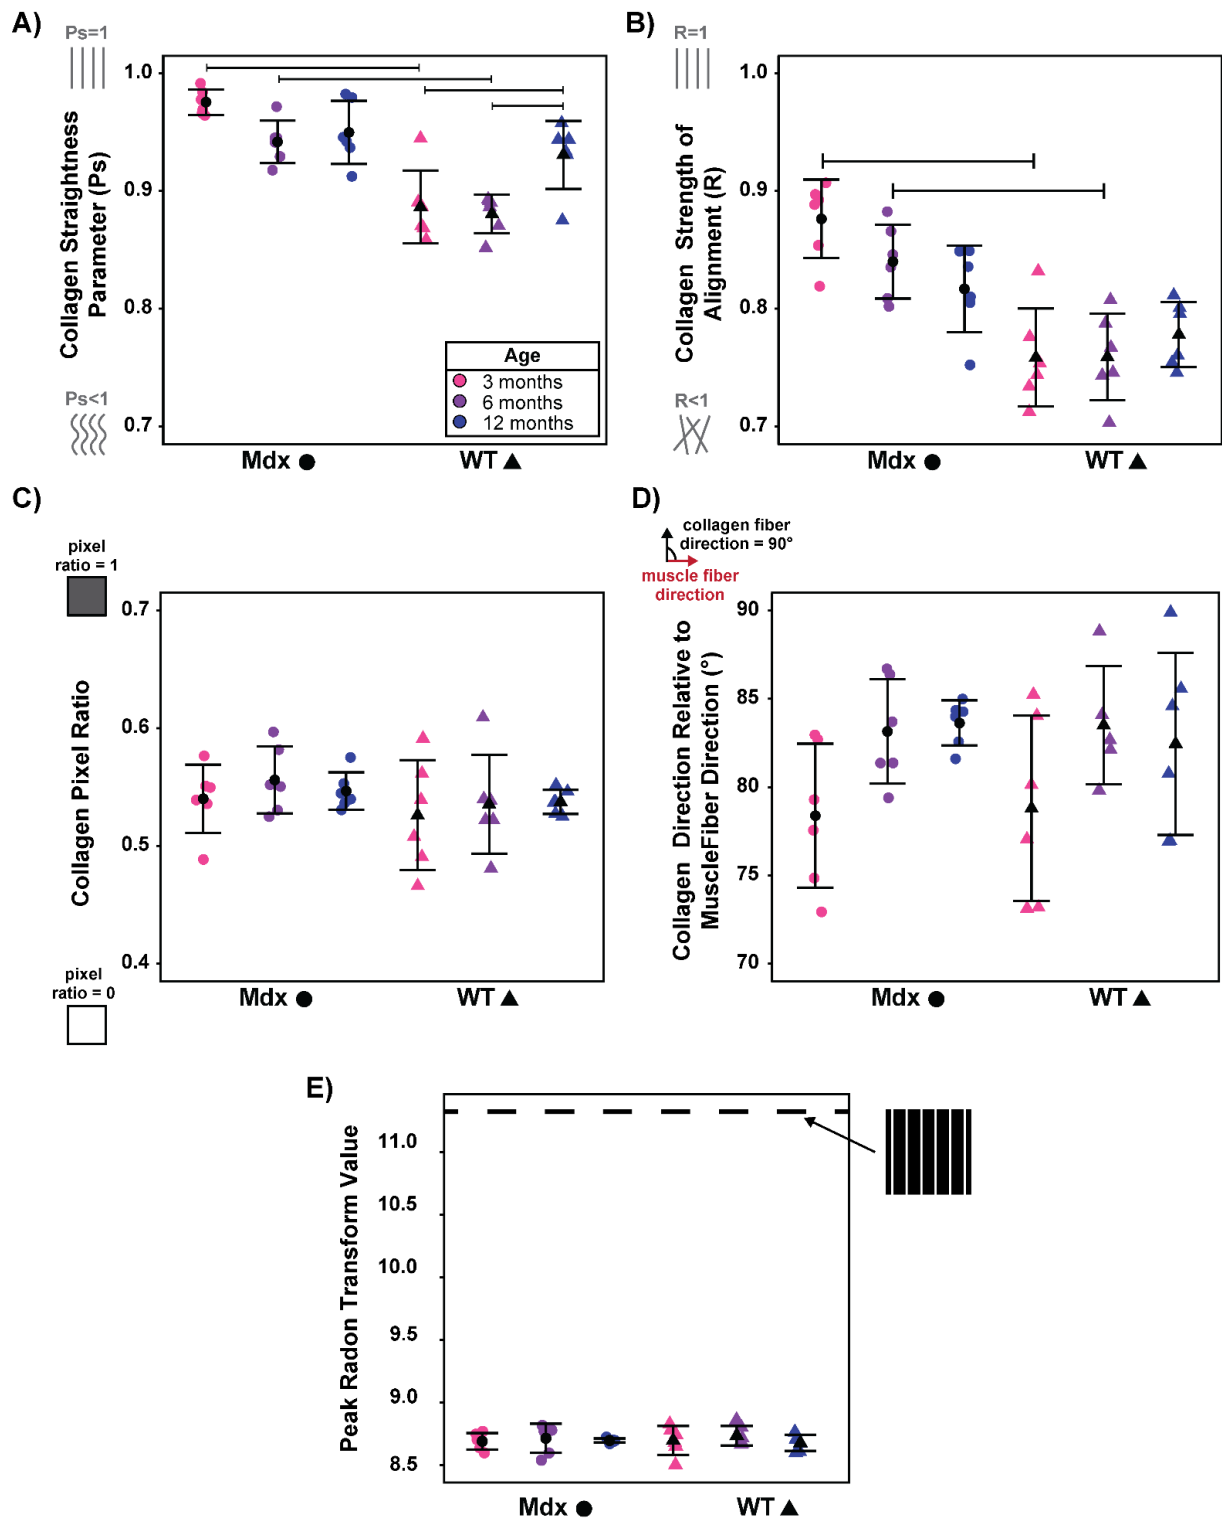 A)
Ps=1
Collagen Straightness
Parameter (Ps)
Ps<1
1.0
0.9
0.8
0.7
Age
3 months
6 months
12 months
Mdx
WT
B)
R=1
Collagen Strength of
Alignment (R)
R<1
1.0
0.9
0.8
0.7
Mdx
WT
C)
pixel
ratio = 1
Collagen Pixel Ratio
pixel
ratio = 0
0.7
0.6
0.5
0.4
Mdx
WT
D)
collagen fiber
direction = 90°
muscle fiber
direction
Collagen Direction Relative to
MuscleFiber Direction (°)
90
85
80
75
70
Mdx
WT
E)
Peak Radon Transform Value
11.0
10.5
10.0
9.5
9.0
8.5
Mdx
WT